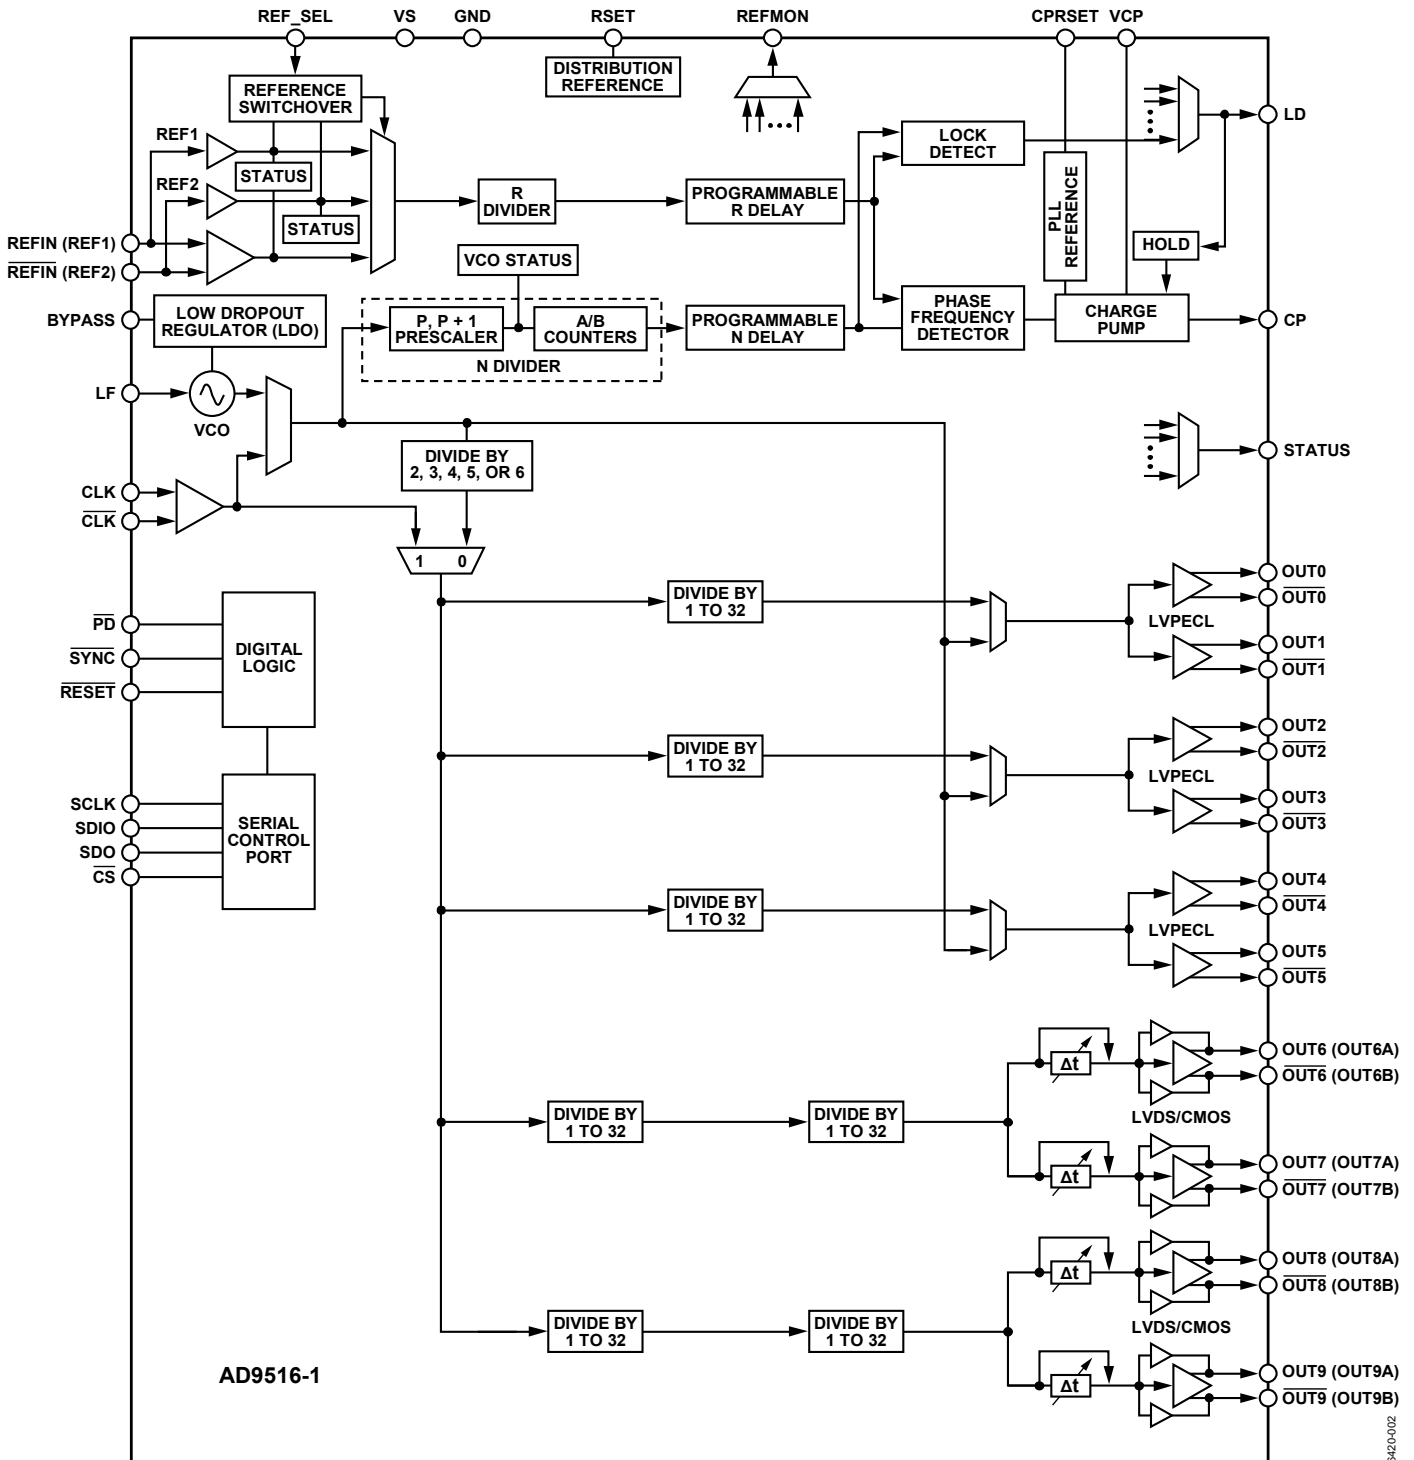 REF_SEL VS GND RSET REFMON CPRSET VCP
DISTRIBUTION
REFERENCE
REFERENCE
SWITCHOVER
REF1
STATUS
REF2
STATUS
REFIN (REF1)
REFIN (REF2)
R
DIVIDER
PROGRAMMABLE
R DELAY
LOCK
DETECT
LD
PLL
REFERENCE
HOLD
VCO STATUS
BYPASS
LOW DROPOUT
REGULATOR (LDO)
P, P + 1
PRESCALER
A/B
COUNTERS
N DIVIDER
PROGRAMMABLE
N DELAY
PHASE
FREQUENCY
DETECTOR
CHARGE
PUMP
CP
LF
VCO
DIVIDE BY
2, 3, 4, 5, OR 6
STATUS
CLK
CLK
1 0
PD
SYNC
RESET
DIGITAL
LOGIC
SCLK
SDIO
SDO
CS
SERIAL
CONTROL
PORT
DIVIDE BY
1 TO 32
LVPECL
OUT0
OUT0
OUT1
OUT1
DIVIDE BY
1 TO 32
LVPECL
OUT2
OUT2
OUT3
OUT3
DIVIDE BY
1 TO 32
LVPECL
OUT4
OUT4
OUT5
OUT5
DIVIDE BY
1 TO 32
DIVIDE BY
1 TO 32
Δt
Δt
LVDS/CMOS
OUT6 (OUT6A)
OUT6 (OUT6B)
OUT7 (OUT7A)
OUT7 (OUT7B)
DIVIDE BY
1 TO 32
DIVIDE BY
1 TO 32
Δt
Δt
LVDS/CMOS
OUT8 (OUT8A)
OUT8 (OUT8B)
OUT9 (OUT9A)
OUT9 (OUT9B)
AD9516-1